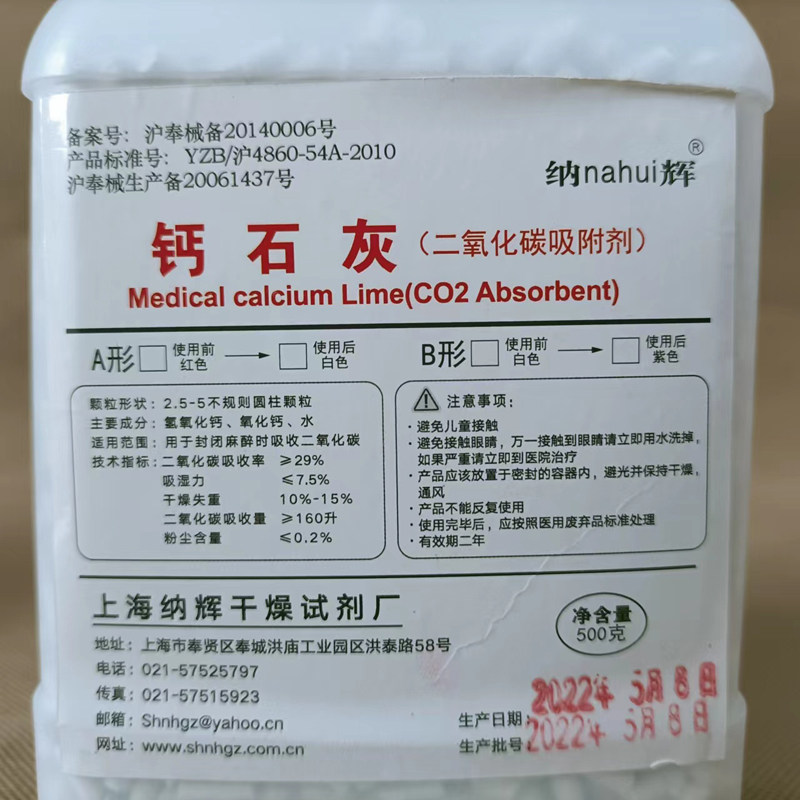 备案号：沪奉械备20140006号
产品标准号：YZB/沪4860-54A-2010
沪奉械生产备20061437号
纳nahui辉®
钙石灰（二氧化碳吸附剂）
Medical calcium Lime(CO2 Absorbent)
A形 使用前 红色 使用后 白色 B形 使用前 白色 使用后 紫色
颗粒形状：2.5-5不规则圆柱颗粒
主要成分：氢氧化钙、氧化钙、水
适用范围：用于封闭麻醉时吸收二氧化碳
技术指标：二氧化碳吸收率 ≥29%
吸湿力 ≤7.5%
干燥失重 10%-15%
二氧化碳吸收量 ≥160升
粉尘含量 ≤0.2%
注意事项：
·避免儿童接触
·避免接触眼睛，万一接触到眼睛请立即用水洗掉，
如果严重请立即到医院治疗
·产品应该放置于密封的容器内，避光并保持干燥，
通风
·产品不能反复使用
·使用完毕后，应按照医用废弃品标准处理
·有效期二年
上海纳辉干燥试剂厂
地址：上海市奉贤区奉城洪庙工业园区洪泰路58号
电话：021-57525797
传真：021-57515923
邮箱：Shnhgz@yahoo.cn
网址：www.shnhgz.com.cn
净含量
500克
生产日期：2022年5月8日
生产批号：2022年5月8日